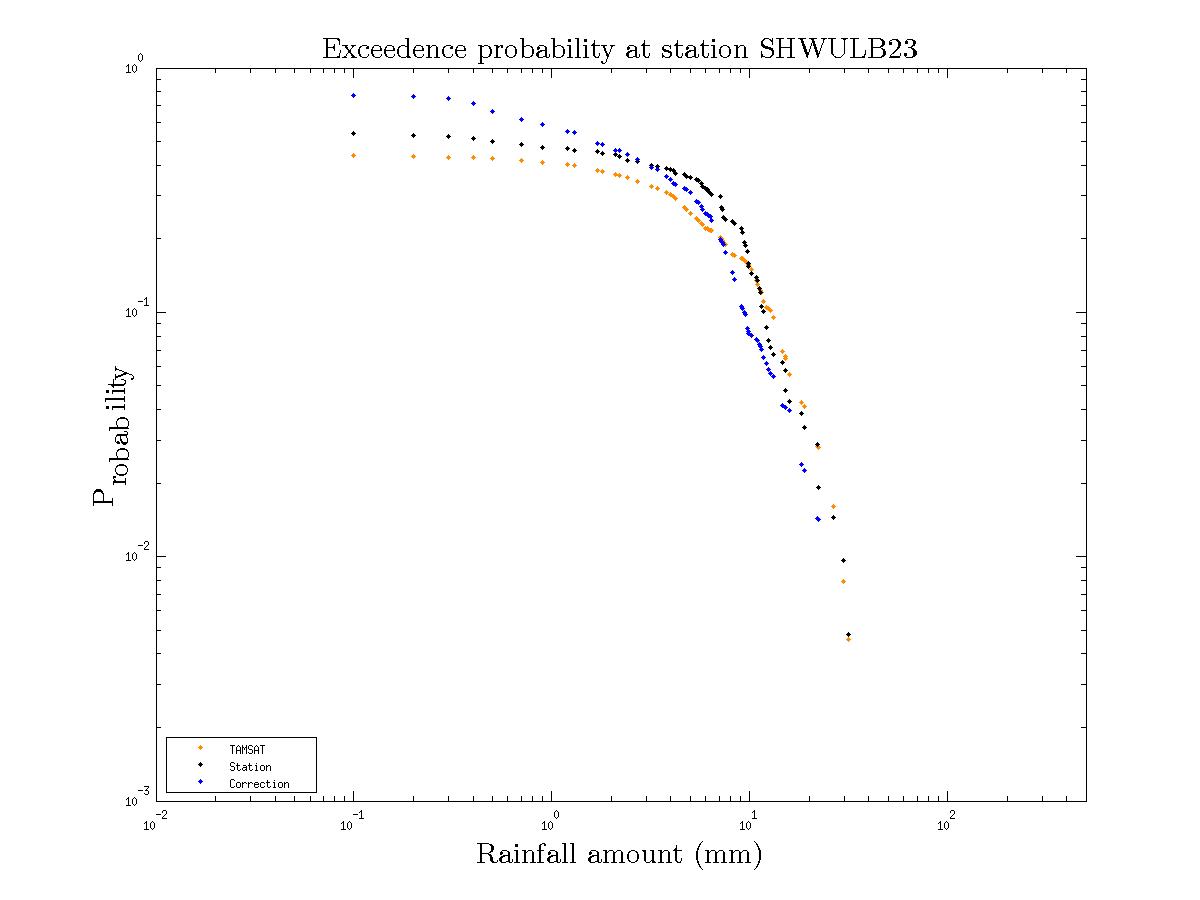 Exceedence probability at station SHWULB23
10^0
10^-1
10^-2
10^-3
Probability
TAMSAT
Station
Correction
10^-2 10^-1 10^0 10^1 10^2
Rainfall amount (mm)